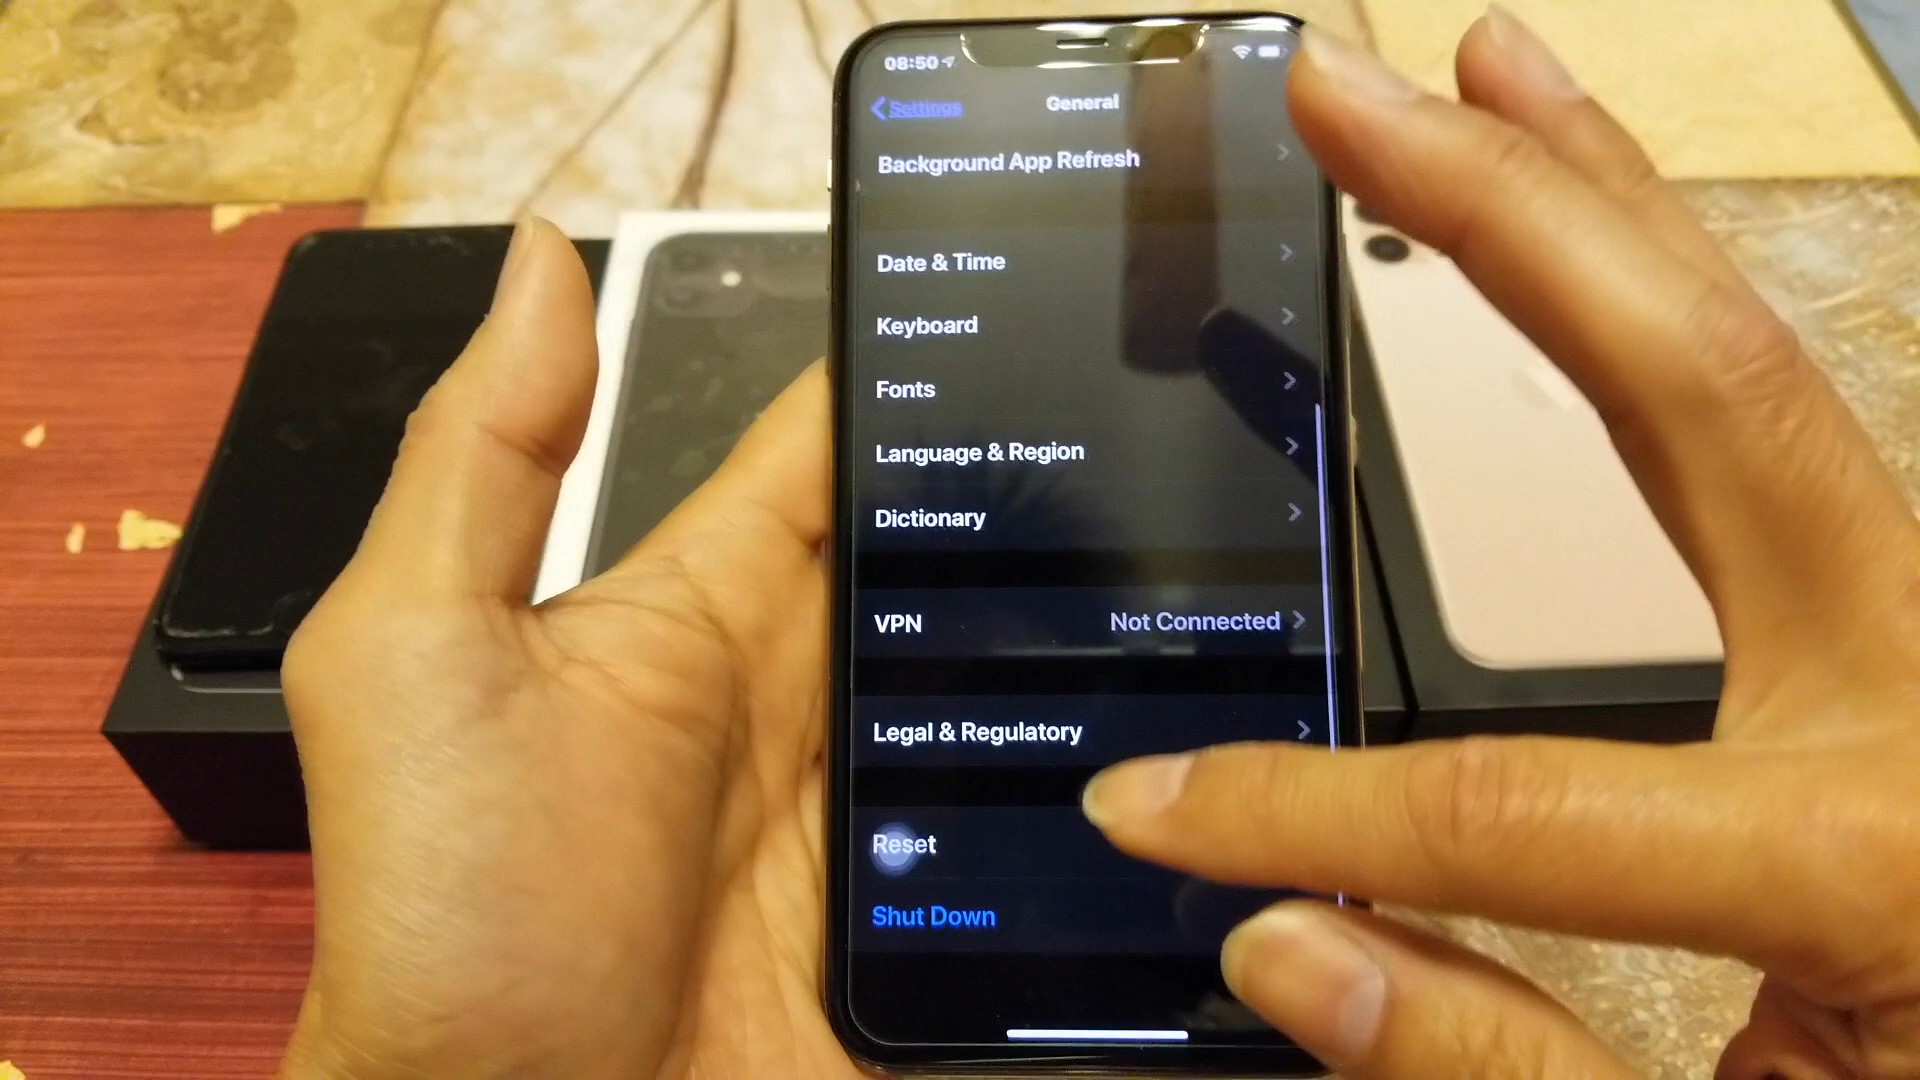 08:50
Settings
General
Background App Refresh
Date & Time
Keyboard
Fonts
Language & Region
Dictionary
VPN
Not Connected
Legal & Regulatory
Reset
Shut Down